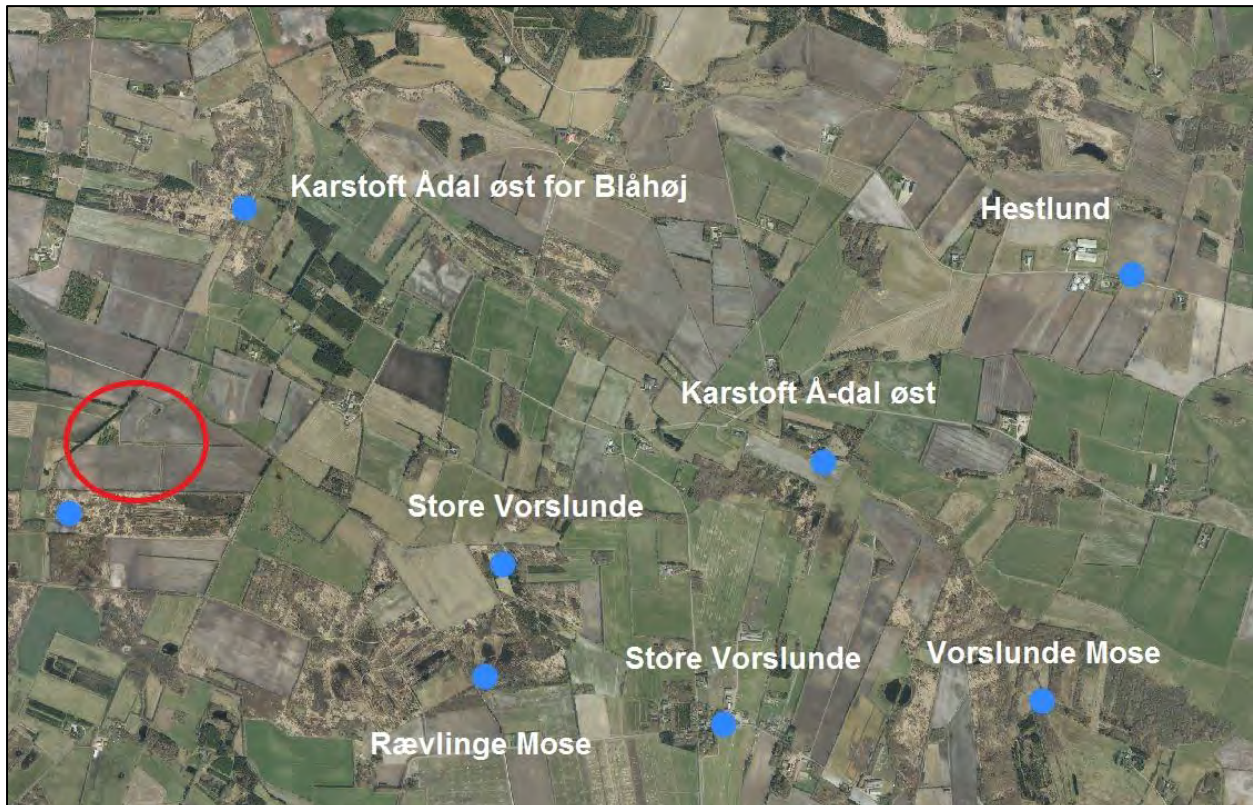 Karstoft Ådal øst for Blåhøj
Hestlund
Karstoft Å-dal øst
Store Vorslunde
Store Vorslunde
Vorslunde Mose
Rævlinge Mose